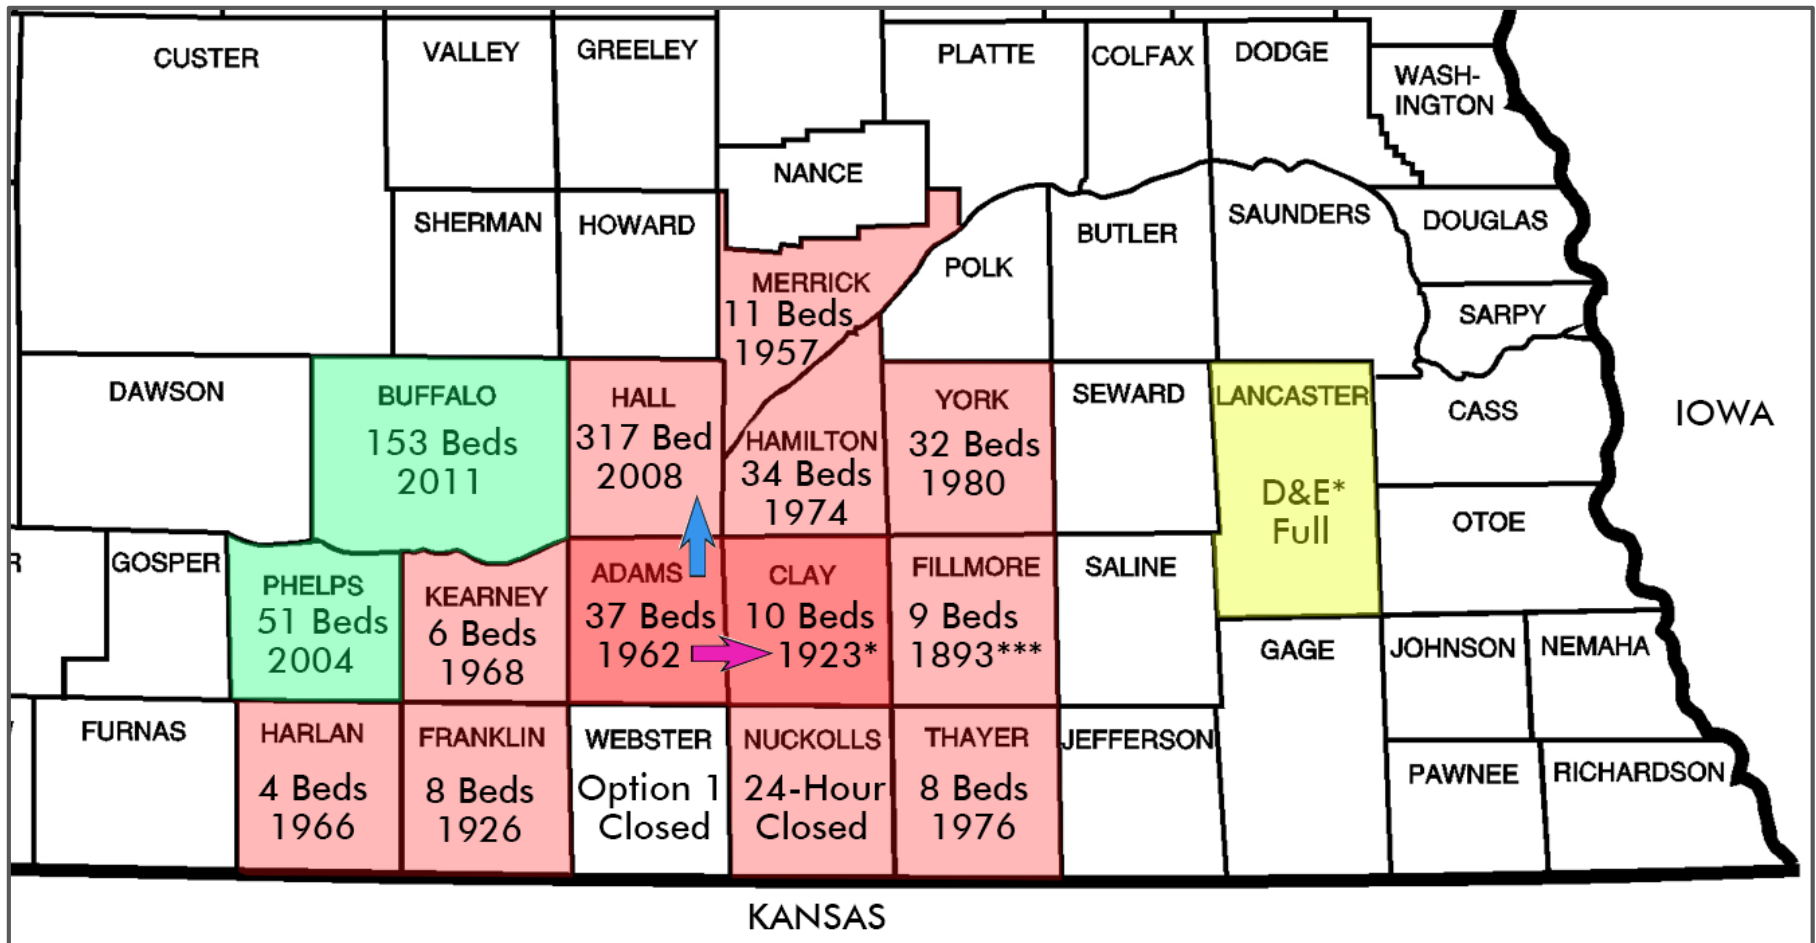 CUSTER
VALLEY
GREELEY
PLATTE
COLFAX
DODGE
WASH-
INGTON
NANCE
SHERMAN
HOWARD
MERRICK
11 Beds
1957
POLK
BUTLER
SAUNDERS
DOUGLAS
SARPY
DAWSON
BUFFALO
153 Beds
2011
HALL
317 Bed
2008
HAMILTON
34 Beds
1974
YORK
32 Beds
1980
SEWARD
LANCASTER
D&E*
Full
CASS
IOWA
OTOE
R
GOSPER
PHELPS
51 Beds
2004
KEARNEY
6 Beds
1968
ADAMS
37 Beds
1962
CLAY
10 Beds
1923*
FILLMORE
9 Beds
1893***
SALINE
GAGE
JOHNSON
NEMAHA
FURNAS
HARLAN
4 Beds
1966
FRANKLIN
8 Beds
1926
WEBSTER
Option 1
Closed
NUCKOLLS
24-Hour
Closed
THAYER
8 Beds
1976
JEFFERSON
PAWNEE
RICHARDSON
KANSAS